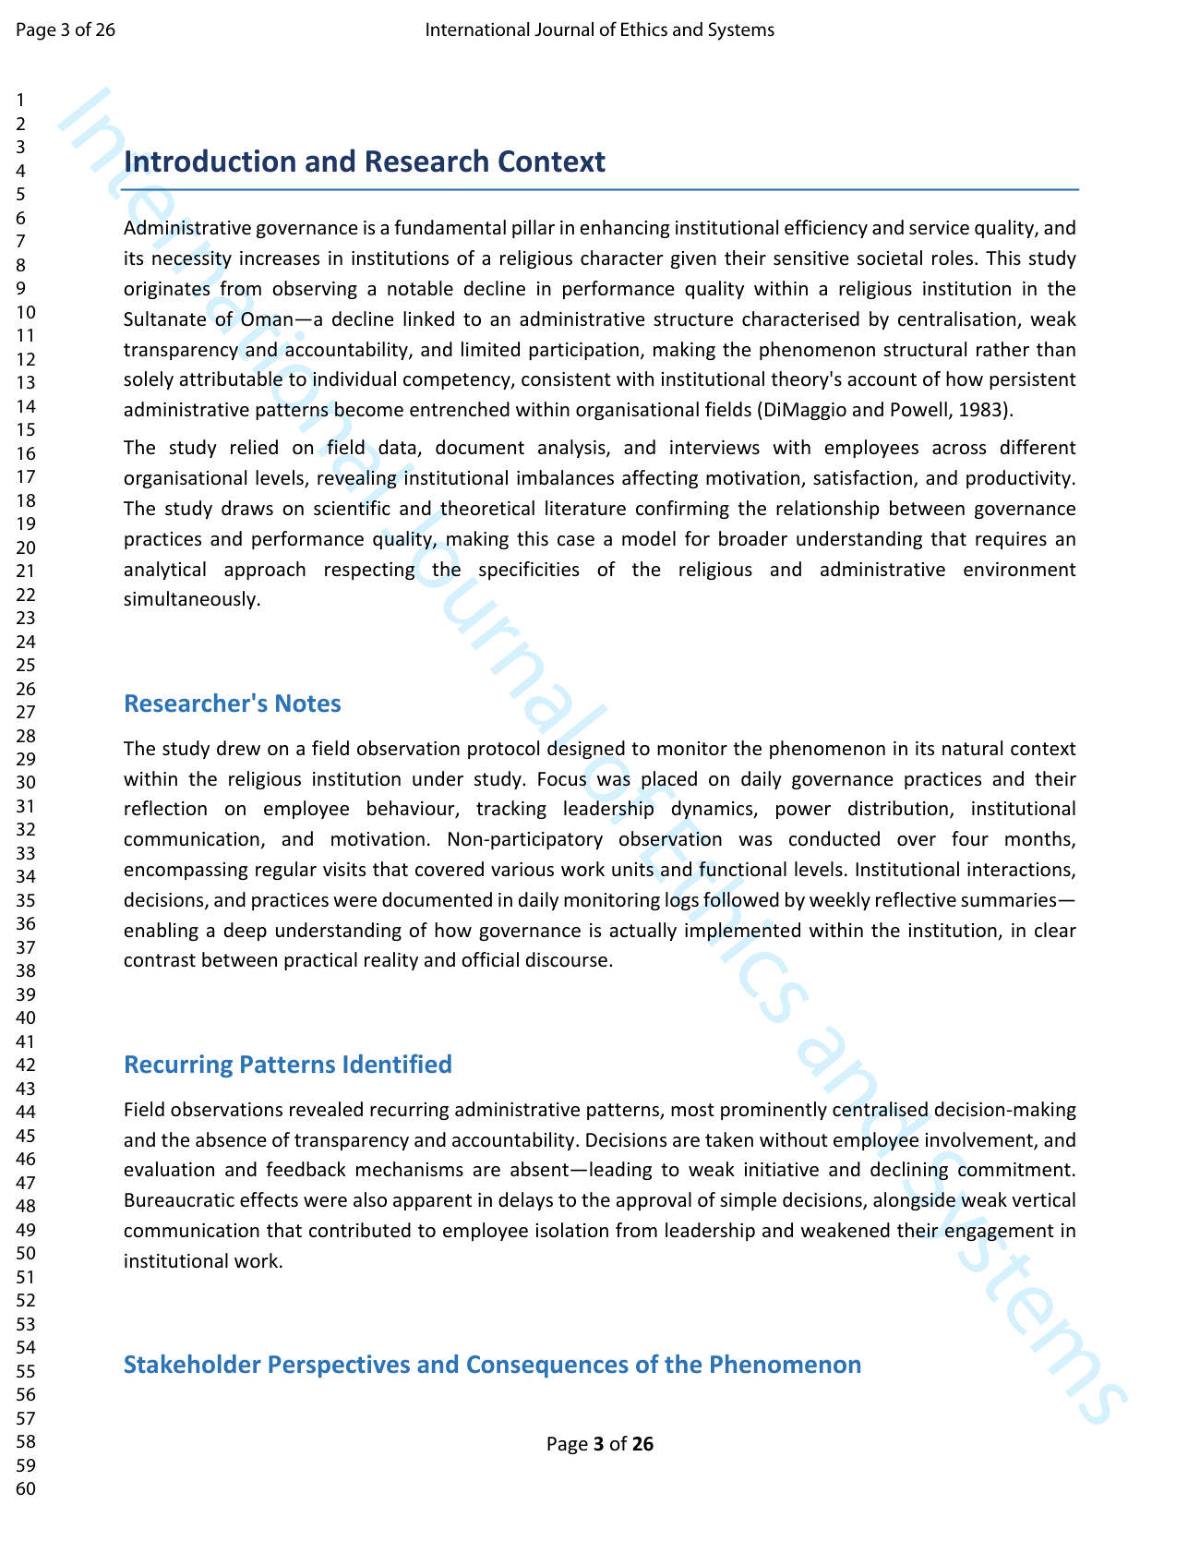 Page 3 of 26
International Journal of Ethics and Systems
1
2
3
4
5
6
7
8
9
10
11
12
13
14
15
16
17
18
19
20
21
22
23
24
25
26
27
28
29
30
31
32
33
34
35
36
37
38
39
40
41
42
43
44
45
46
47
48
49
50
51
52
53
54
55
56
57
58
59
60
Introduction and Research Context
Administrative governance is a fundamental pillar in enhancing institutional efficiency and service quality, and
its necessity increases in institutions of a religious character given their sensitive societal roles. This study
originates from observing a notable decline in performance quality within a religious institution in the
Sultanate of Oman—a decline linked to an administrative structure characterised by centralisation, weak
transparency and accountability, and limited participation, making the phenomenon structural rather than
solely attributable to individual competency, consistent with institutional theory's account of how persistent
administrative patterns become entrenched within organisational fields (DiMaggio and Powell, 1983).
The study relied on field data, document analysis, and interviews with employees across different
organisational levels, revealing institutional imbalances affecting motivation, satisfaction, and productivity.
The study draws on scientific and theoretical literature confirming the relationship between governance
practices and performance quality, making this case a model for broader understanding that requires an
analytical approach respecting the specificities of the religious and administrative environment
simultaneously.
Researcher's Notes
The study drew on a field observation protocol designed to monitor the phenomenon in its natural context
within the religious institution under study. Focus was placed on daily governance practices and their
reflection on employee behaviour, tracking leadership dynamics, power distribution, institutional
communication, and motivation. Non-participatory observation was conducted over four months,
encompassing regular visits that covered various work units and functional levels. Institutional interactions,
decisions, and practices were documented in daily monitoring logs followed by weekly reflective summaries—
enabling a deep understanding of how governance is actually implemented within the institution, in clear
contrast between practical reality and official discourse.
Recurring Patterns Identified
Field observations revealed recurring administrative patterns, most prominently centralised decision-making
and the absence of transparency and accountability. Decisions are taken without employee involvement, and
evaluation and feedback mechanisms are absent—leading to weak initiative and declining commitment.
Bureaucratic effects were also apparent in delays to the approval of simple decisions, alongside weak vertical
communication that contributed to employee isolation from leadership and weakened their engagement in
institutional work.
Stakeholder Perspectives and Consequences of the Phenomenon
Page 3 of 26
International Journal of Ethics and Systems